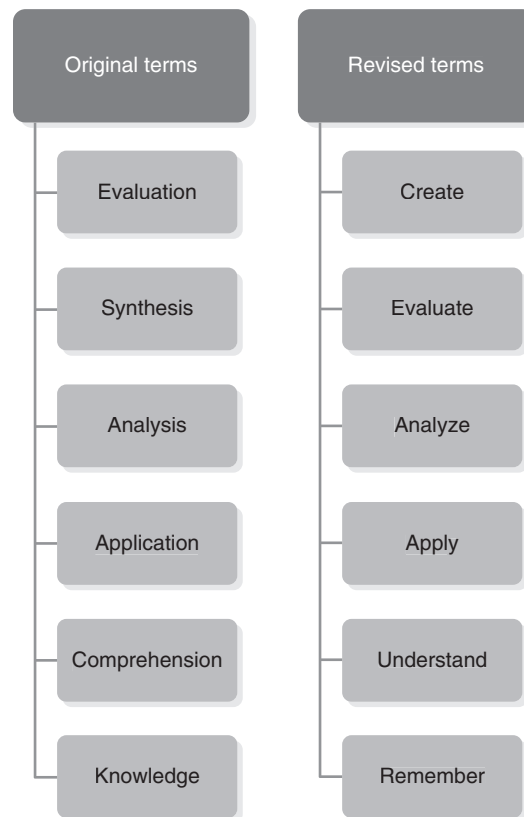 Original terms
Evaluation
Synthesis
Analysis
Application
Comprehension
Knowledge
Revised terms
Create
Evaluate
Analyze
Apply
Understand
Remember